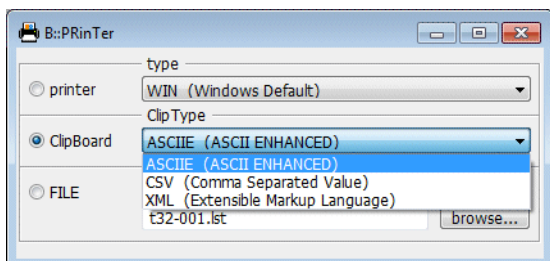 B::PRinTer
type
printer
WIN (Windows Default)
ClipType
ClipBoard
ASCIIE (ASCII ENHANCED)
ASCIIE (ASCII ENHANCED)
CSV (Comma Separated Value)
XML (Extensible Markup Language)
FILE
t32-001.lst
browse...